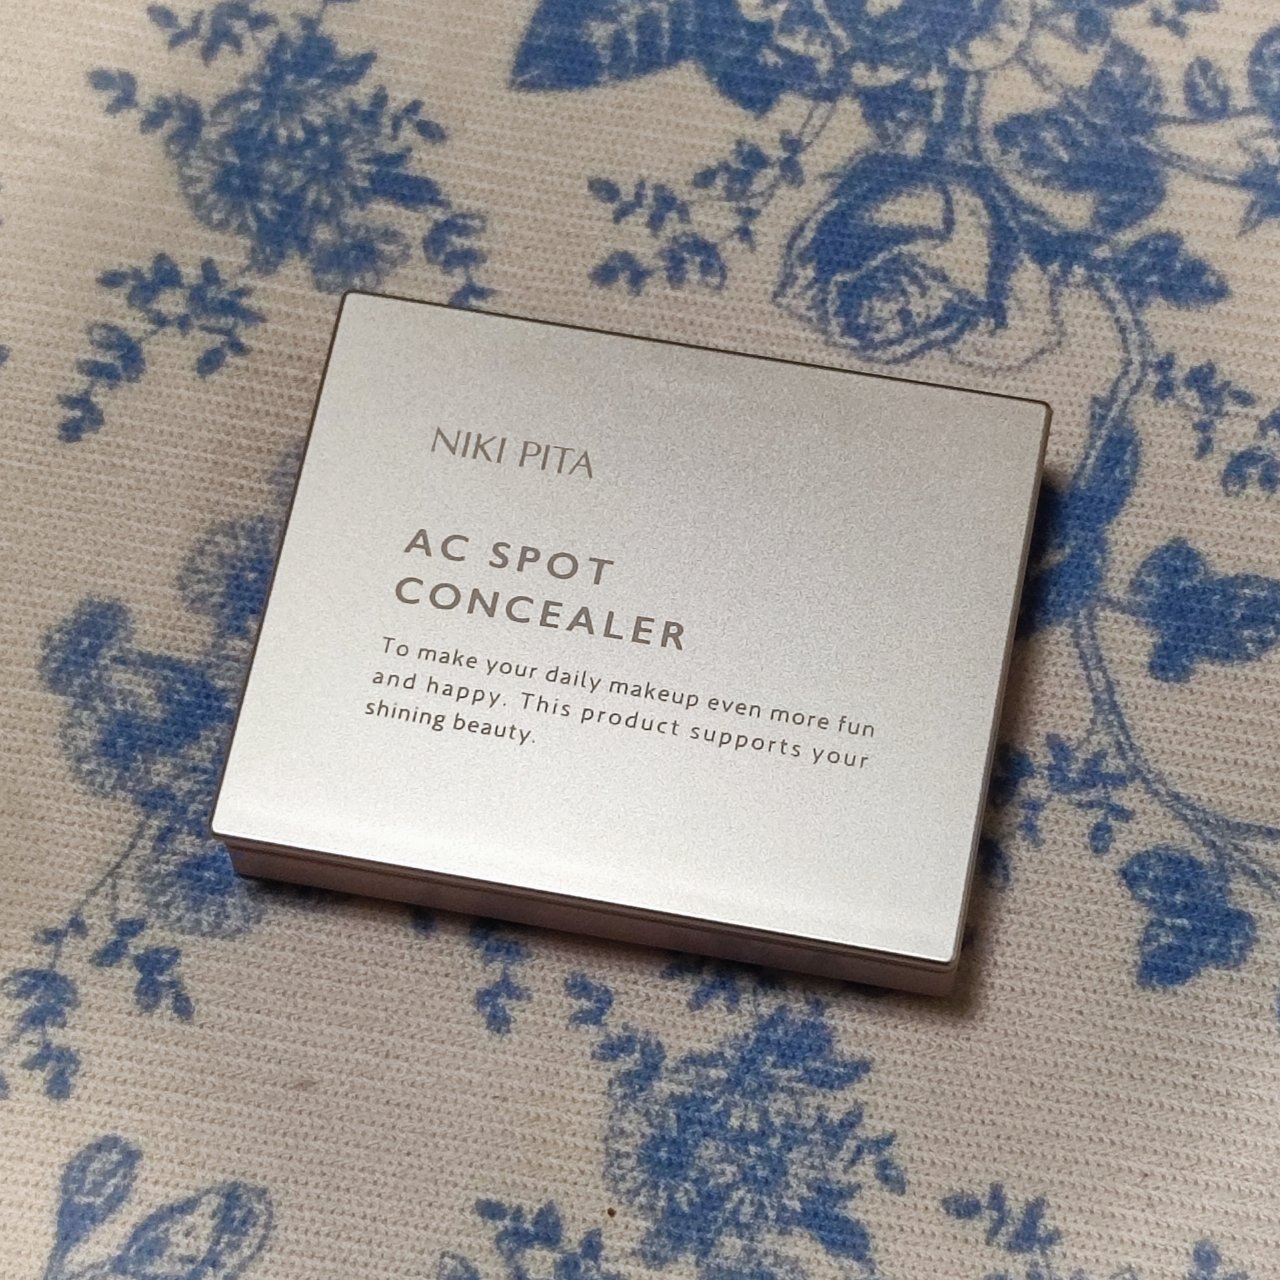 NIKI PITA
AC SPOT
CONCEALER
To make your daily makeup even more fun
and happy. This product supports your
shining beauty.